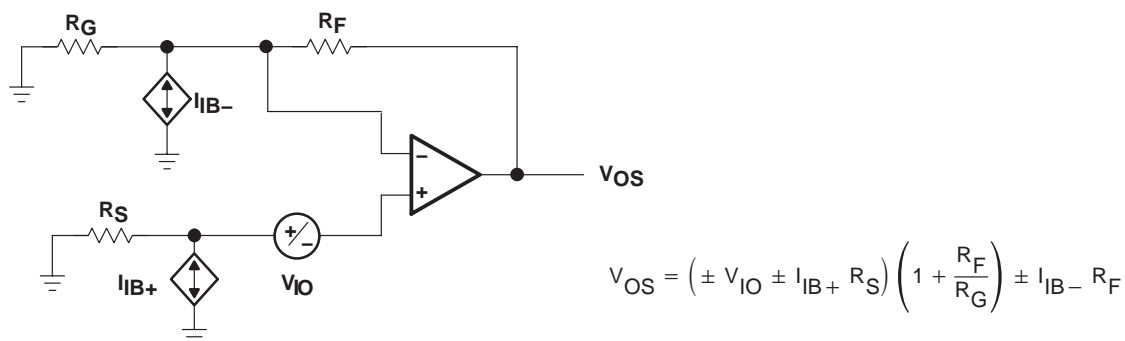 RG
RF
IIB−
−
+
VOS
RS
+/−
IIB+
VIO
VOS = (± VIO ± IIB+ RS) (1 + RF/RG) ± IIB− RF